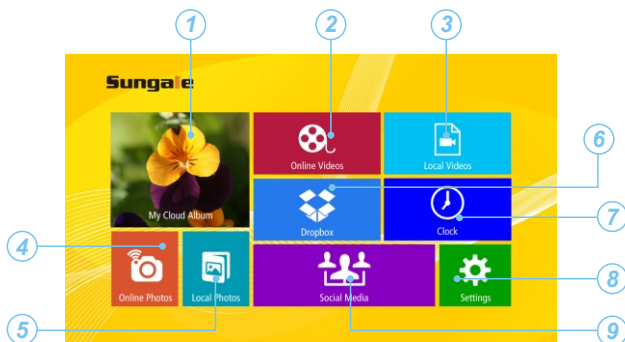 1
2
3
Sungale
My Cloud Album
Online Videos
Local Videos
6
Dropbox
Clock
7
4
Online Photos
Local Photos
Social Media
Settings
8
5
9